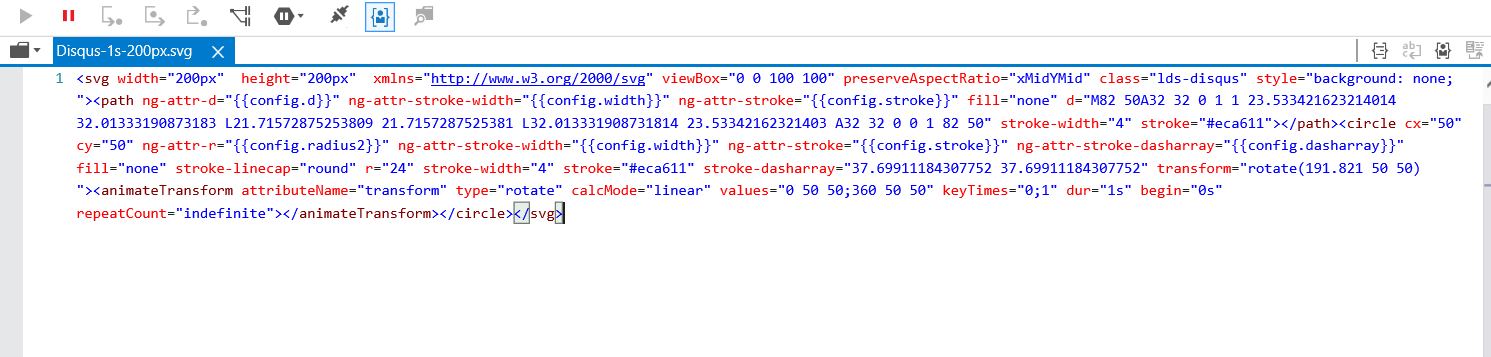 Disqus-1s-200px.svg
1 <svg width="200px"  height="200px"  xmlns="http://www.w3.org/2000/svg" viewBox="0 0 100 100" preserveAspectRatio="xMidYMid" class="lds-disqus" style="background: none;
"><path ng-attr-d="{{config.d}}" ng-attr-stroke-width="{{config.width}}" ng-attr-stroke="{{config.stroke}}" fill="none" d="M82 50A32 32 0 1 1 23.533421623214014
32.01333190873183 L21.71572875253809 21.7157287525381 L32.013331908731814 23.53342162321403 A32 32 0 0 1 82 50" stroke-width="4" stroke="#eca611"></path><circle cx="50"
cy="50" ng-attr-r="{{config.radius2}}" ng-attr-stroke-width="{{config.width}}" ng-attr-stroke="{{config.stroke}}" ng-attr-stroke-dasharray="{{config.dasharray}}"
fill="none" stroke-linecap="round" r="24" stroke-width="4" stroke="#eca611" stroke-dasharray="37.69911184307752 37.69911184307752" transform="rotate(191.821 50 50)
"><animateTransform attributeName="transform" type="rotate" calcMode="linear" values="0 50 50;360 50 50" keyTimes="0;1" dur="1s" begin="0s"
repeatCount="indefinite"></animateTransform></circle></svg>